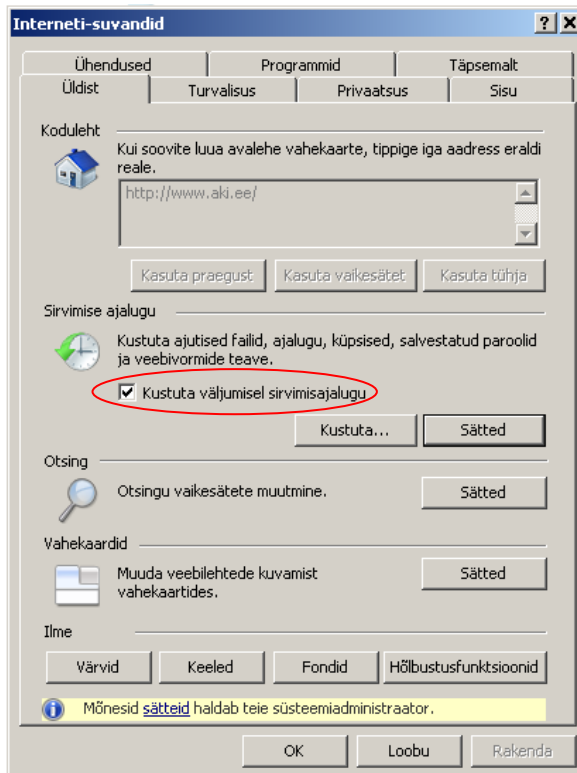 Interneti-suvandid
Ühendused Programmid Täpsemalt
Üldist Turvalisus Privaatsus Sisu
Koduleht
Kui soovite luua avalehe vahekaarte, tippige iga aadress eraldi
reale.
http://www.aki.ee/
Kasuta praegust Kasuta vaikesätet Kasuta tühja
Sirvimise ajalugu
Kustuta ajutised failid, ajalugu, küpsised, salvestatud paroolid
ja veebivormide teave.
Kustuta väljumisel sirvimisajalugu
Kustuta... Sätted
Otsing
Otsingu vaikesätete muutmine. Sätted
Vahekaardid
Muuda veebilehtede kuvamist
vahekaartides.
Sätted
Ilme
Värvid Keeled Fondid Hõlbustusfunktsioonid
Mõnesid sätteid haldab teie süsteemiadministraator.
OK Loobu Rakenda